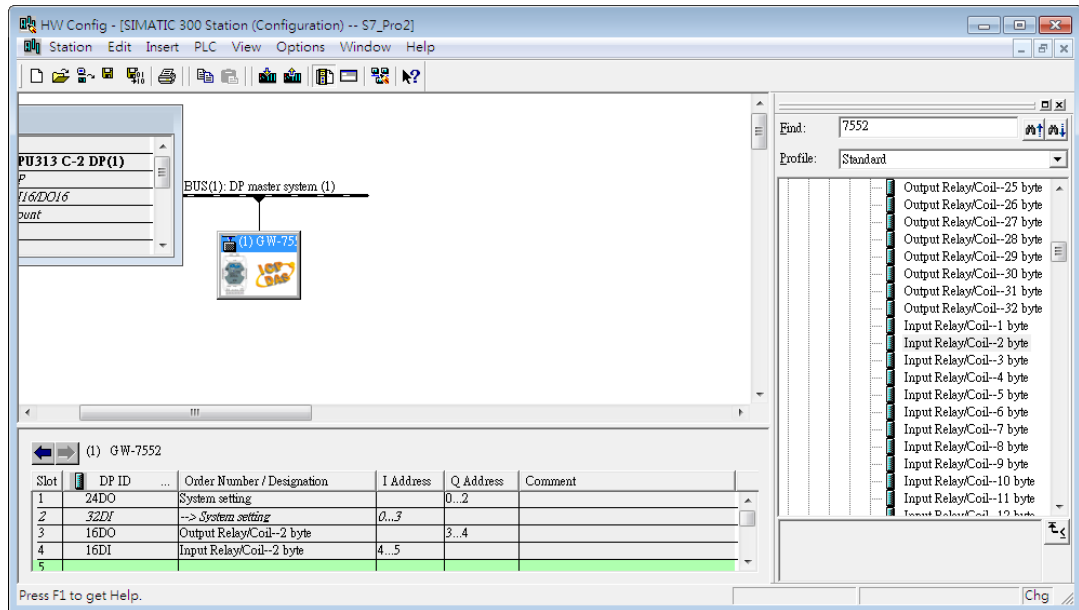 HW Config - [SIMATIC 300 Station (Configuration) -- S7_Pro2]
Station Edit Insert PLC View Options Window Help
PU313 C-2 DP(1)
P
I16/DO16
ount
BUS(1): DP master system (1)
(1) GW-75
ICP
DAS
Find: 7552
Profile: Standard
Output Relay/Coil--25 byte
Output Relay/Coil--26 byte
Output Relay/Coil--27 byte
Output Relay/Coil--28 byte
Output Relay/Coil--29 byte
Output Relay/Coil--30 byte
Output Relay/Coil--31 byte
Output Relay/Coil--32 byte
Input Relay/Coil--1 byte
Input Relay/Coil--2 byte
Input Relay/Coil--3 byte
Input Relay/Coil--4 byte
Input Relay/Coil--5 byte
Input Relay/Coil--6 byte
Input Relay/Coil--7 byte
Input Relay/Coil--8 byte
Input Relay/Coil--9 byte
Input Relay/Coil--10 byte
Input Relay/Coil--11 byte
Input Relay/Coil--12 byte
(1) GW-7552
Slot DP ID ... Order Number / Designation I Address Q Address Comment
1 24DO System setting 0...2
2 32DI --> System setting 0...3
3 16DO Output Relay/Coil--2 byte 3...4
4 16DI Input Relay/Coil--2 byte 4...5
5
Press F1 to get Help.
Chg